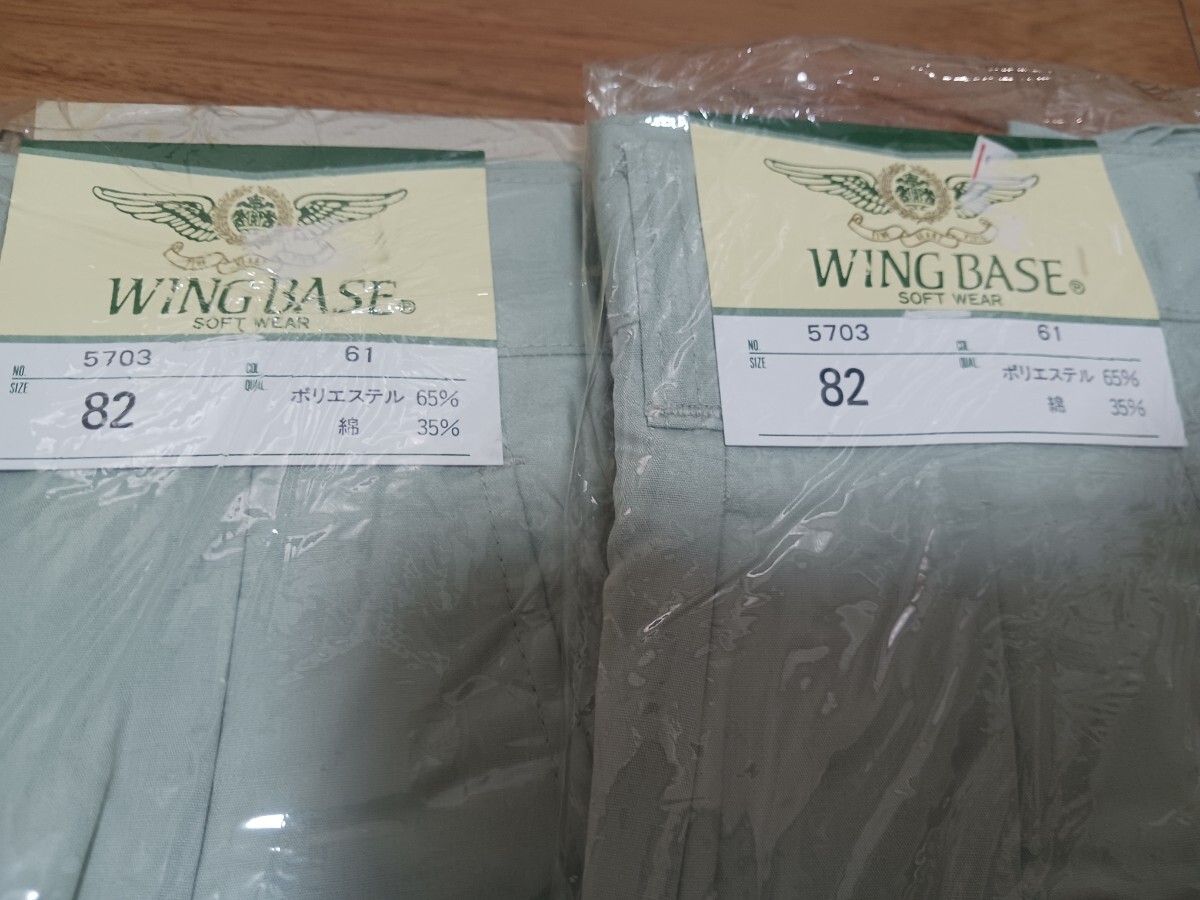 WING BASE®
SOFT WEAR
NO. 5703 COL 61
SIZE 82 QUAL. ポリエステル 65%
綿 35%
WING BASE®
SOFT WEAR
NO. 5703 COL 61
SIZE 82 QUAL. ポリエステル 65%
綿 35%